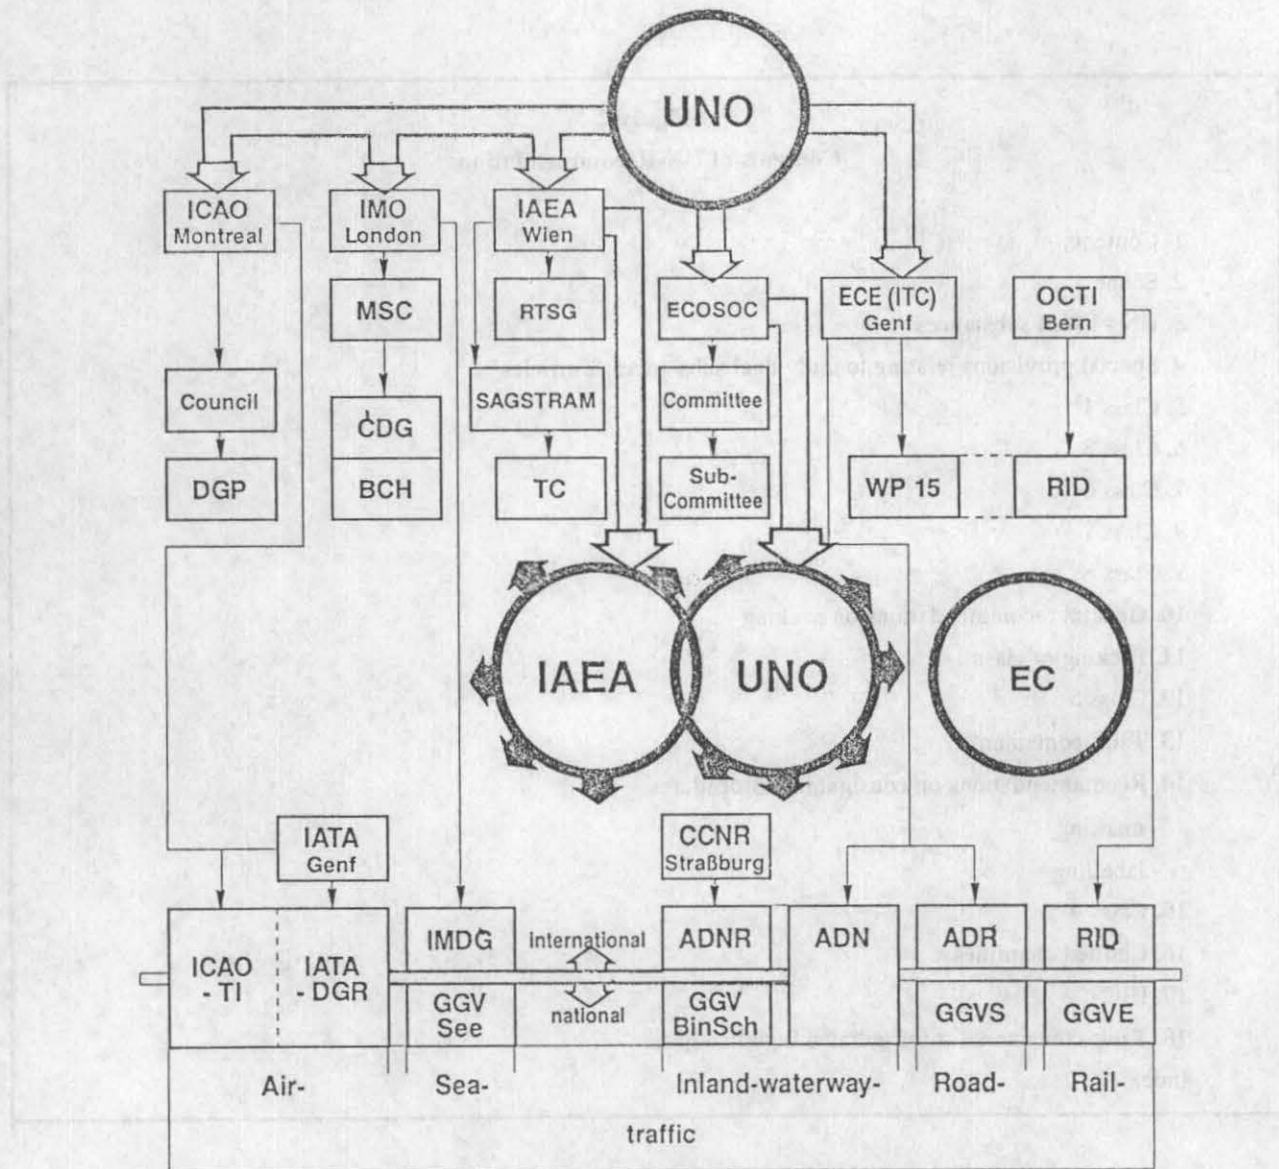 UNO
ICAO
Montreal
IMO
London
IAEA
Wien
MSC
RTSG
ECOSOC
ECE (ITC)
Genf
OCTI
Bern
Council
CDG
SAGSTRAM
Committee
DGP
BCH
TC
Sub-
Committee
WP 15
RID
IAEA
UNO
EC
IATA
Genf
CCNR
Straßburg
ICAO
- TI
IATA
- DGR
IMDG
International
ADNR
ADN
ADR
RID
GGV
See
national
GGV
BinSch
GGVS
GGVE
Air-
Sea-
Inland-waterway-
Road-
Rail-
traffic